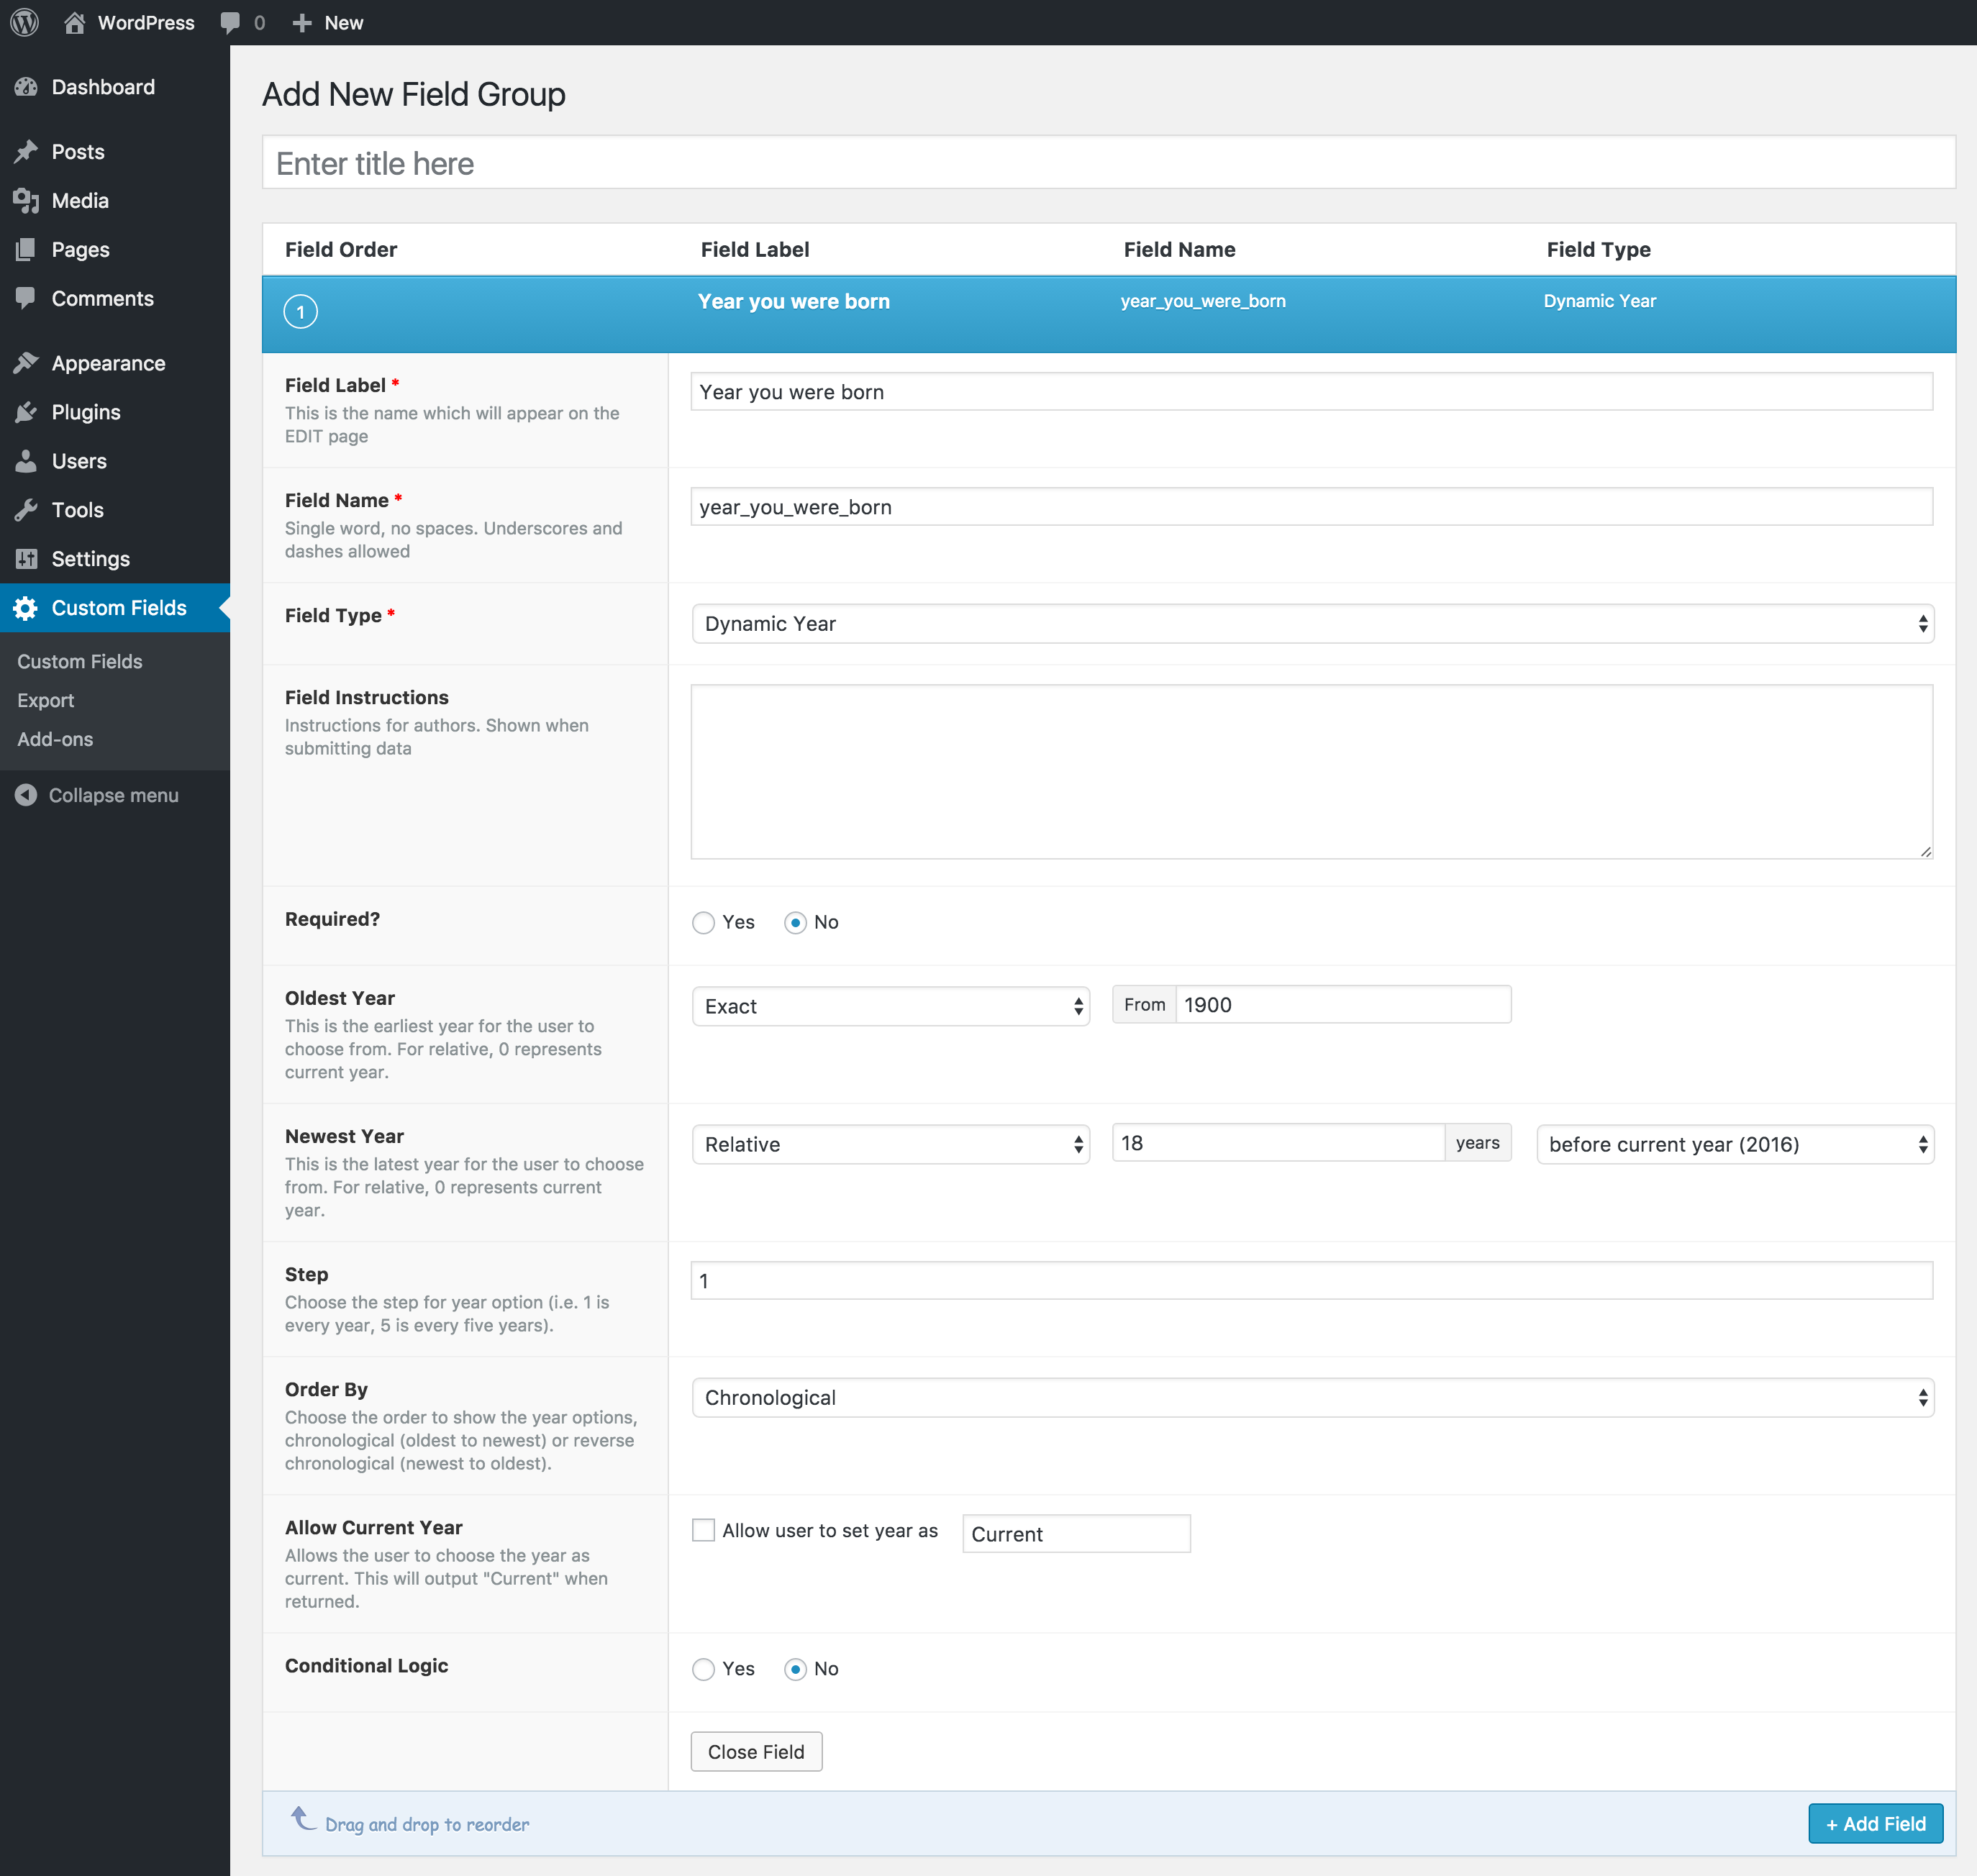 WordPress 0 New
Dashboard
Posts
Media
Pages
Comments
Appearance
Plugins
Users
Tools
Settings
Custom Fields
Custom Fields
Export
Add-ons
Collapse menu
Add New Field Group
Enter title here
Field Order Field Label Field Name Field Type
1 Year you were born year_you_were_born Dynamic Year
Field Label *
This is the name which will appear on the
EDIT page
Year you were born
Field Name *
Single word, no spaces. Underscores and
dashes allowed
year_you_were_born
Field Type *
Dynamic Year
Field Instructions
Instructions for authors. Shown when
submitting data
Required?
Yes No
Oldest Year
This is the earliest year for the user to
choose from. For relative, 0 represents
current year.
Exact From 1900
Newest Year
This is the latest year for the user to choose
from. For relative, 0 represents current
year.
Relative 18 years before current year (2016)
Step
Choose the step for year option (i.e. 1 is
every year, 5 is every five years).
1
Order By
Choose the order to show the year options,
chronological (oldest to newest) or reverse
chronological (newest to oldest).
Chronological
Allow Current Year
Allows the user to choose the year as
current. This will output "Current" when
returned.
Allow user to set year as Current
Conditional Logic
Yes No
Close Field
Drag and drop to reorder
+ Add Field